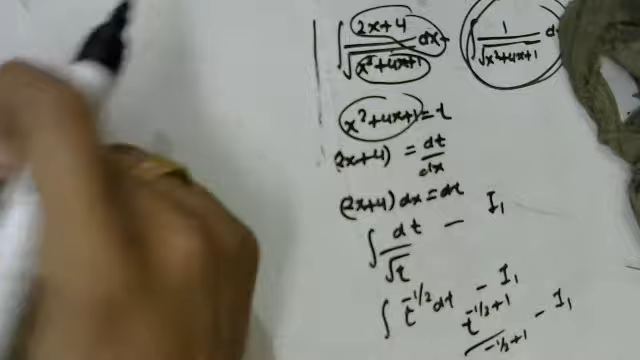 ∫ 2x+4 / √(x²+4x+1) dx - ∫ 1 / √(x²+4x+1) d
x²+4x+1 = t
(2x+4) = dt/dx
(2x+4) dx = dt
∫ dt/√t - I₁
∫ t^(-1/2) dt - I₁
t^(-1/2+1) / (-1/2+1) - I₁